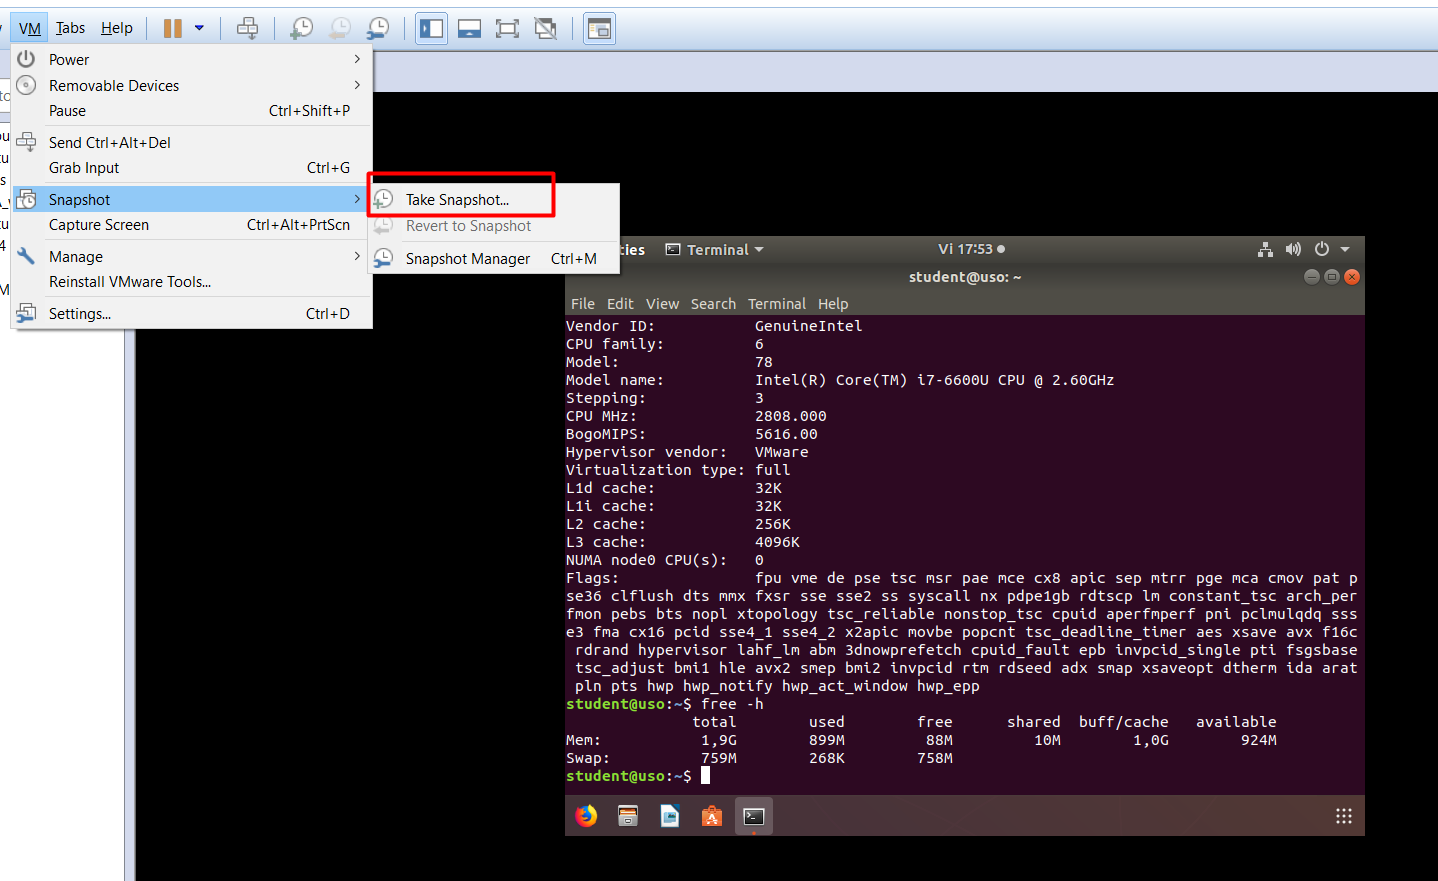 VM Tabs Help
Power
Removable Devices
Pause Ctrl+Shift+P
Send Ctrl+Alt+Del
Grab Input Ctrl+G
Snapshot
Capture Screen Ctrl+Alt+PrtScn
Manage
Reinstall VMware Tools...
Settings... Ctrl+D
Take Snapshot...
Revert to Snapshot
Snapshot Manager Ctrl+M
ties Terminal Vi 17:53
student@uso: ~
File Edit View Search Terminal Help
Vendor ID: GenuineIntel
CPU family: 6
Model: 78
Model name: Intel(R) Core(TM) i7-6600U CPU @ 2.60GHz
Stepping: 3
CPU MHz: 2808.000
BogoMIPS: 5616.00
Hypervisor vendor: VMware
Virtualization type: full
L1d cache: 32K
L1i cache: 32K
L2 cache: 256K
L3 cache: 4096K
NUMA node0 CPU(s): 0
Flags: fpu vme de pse tsc msr pae mce cx8 apic sep mtrr pge mca cmov pat p
se36 clflush dts mmx fxsr sse sse2 ss syscall nx pdpe1gb rdtscp lm constant_tsc arch_per
fmon pebs bts nopl xtopology tsc_reliable nonstop_tsc cpuid aperfmperf pni pclmulqdq sss
e3 fma cx16 pcid sse4_1 sse4_2 x2apic movbe popcnt tsc_deadline_timer aes xsave avx f16c
rdrand hypervisor lahf_lm abm 3dnowprefetch cpuid_fault epb invpcid_single pti fsgsbase
tsc_adjust bmi1 hle avx2 smep bmi2 invpcid rtm rdseed adx smap xsaveopt dtherm ida arat
pln pts hwp hwp_notify hwp_act_window hwp_epp
student@uso:~$ free -h
total used free shared buff/cache available
Mem: 1,9G 899M 88M 10M 1,0G 924M
Swap: 759M 268K 758M
student@uso:~$